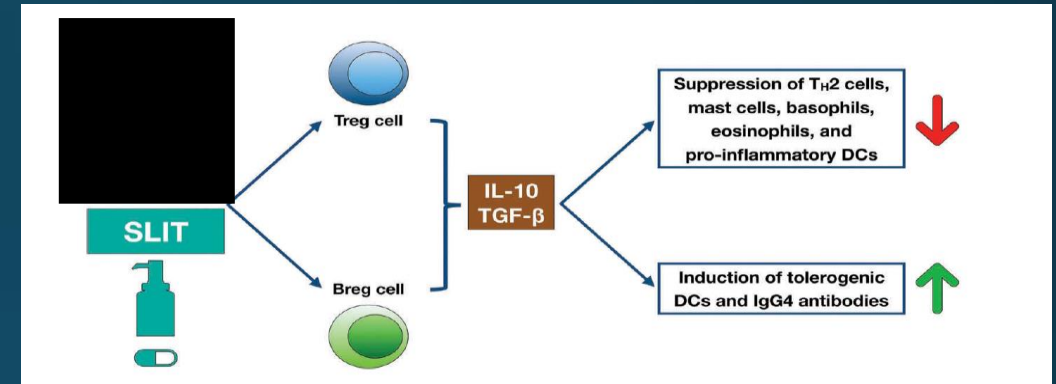 SLIT
Treg cell
Breg cell
IL-10
TGF-β
Suppression of TH2 cells,
mast cells, basophils,
eosinophils, and
pro-inflammatory DCs
Induction of tolerogenic
DCs and IgG4 antibodies